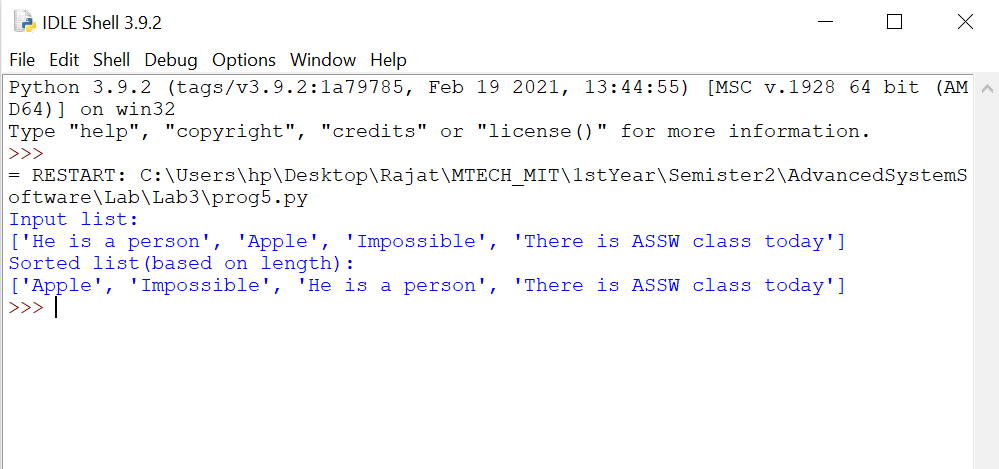 IDLE Shell 3.9.2
File Edit Shell Debug Options Window Help
Python 3.9.2 (tags/v3.9.2:1a79785, Feb 19 2021, 13:44:55) [MSC v.1928 64 bit (AM
D64)] on win32
Type "help", "copyright", "credits" or "license()" for more information.
>>>
= RESTART: C:\Users\hp\Desktop\Rajat\MTECH_MIT\1stYear\Semister2\AdvancedSystemS
oftware\Lab\Lab3\prog5.py
Input list:
['He is a person', 'Apple', 'Impossible', 'There is ASSW class today']
Sorted list(based on length):
['Apple', 'Impossible', 'He is a person', 'There is ASSW class today']
>>>